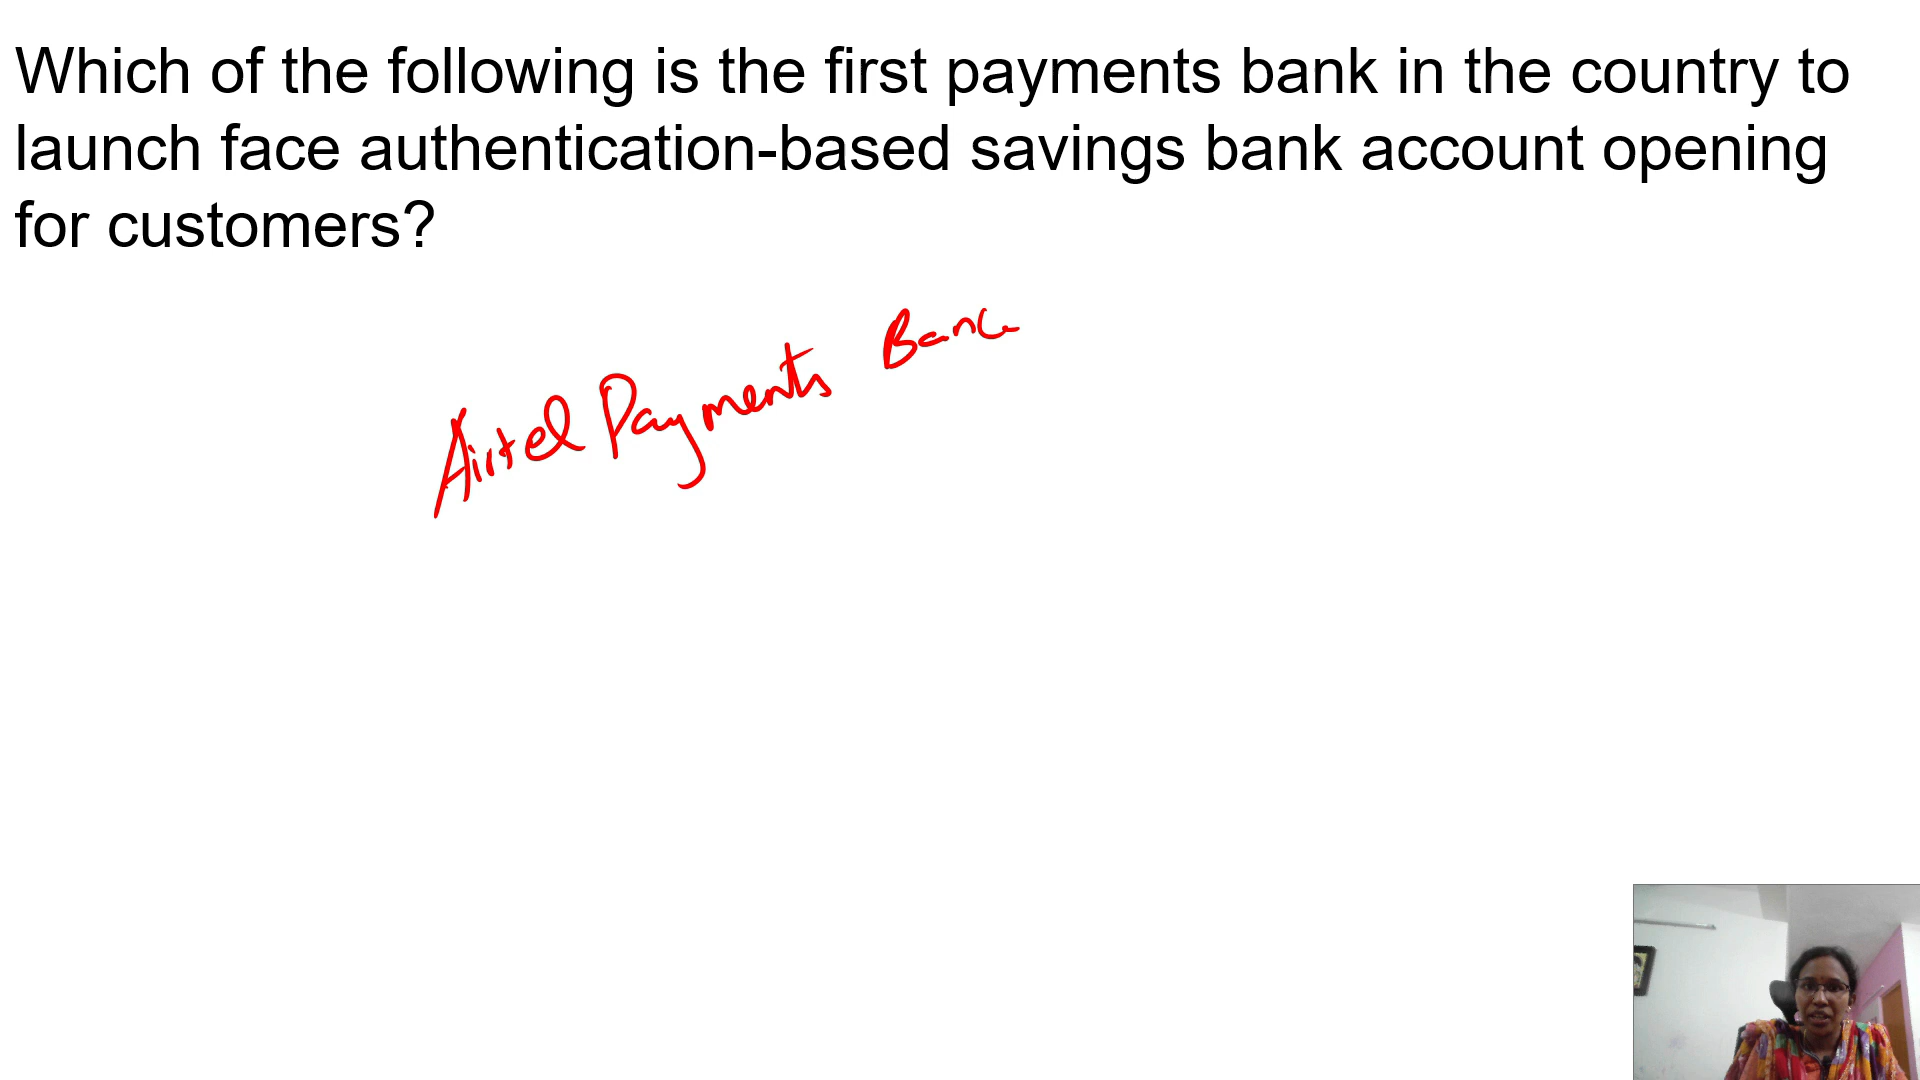 Which of the following is the first payments bank in the country to
launch face authentication-based savings bank account opening
for customers?
Airtel Payments Bank